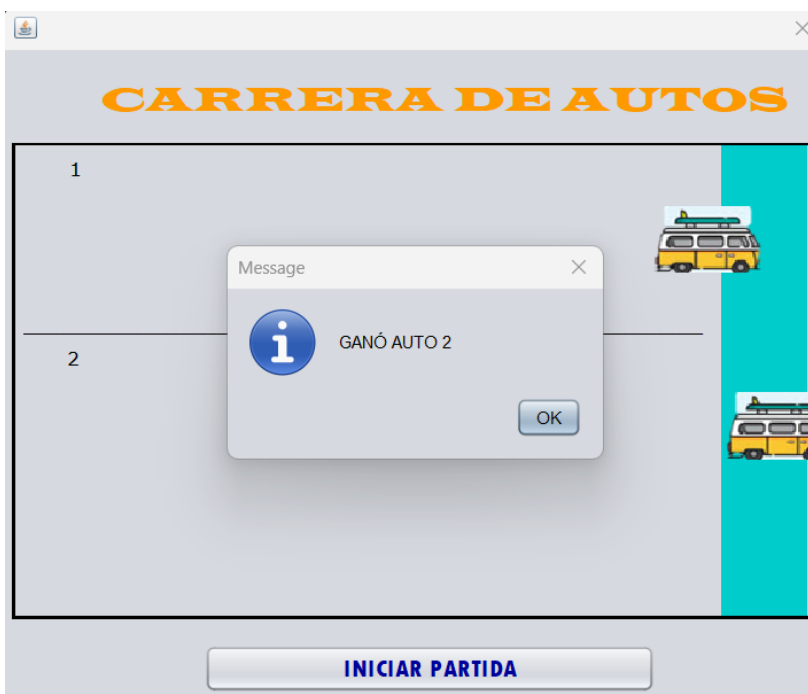 CARRERA DE AUTOS
1
Message
GANÓ AUTO 2
2
OK
INICIAR PARTIDA